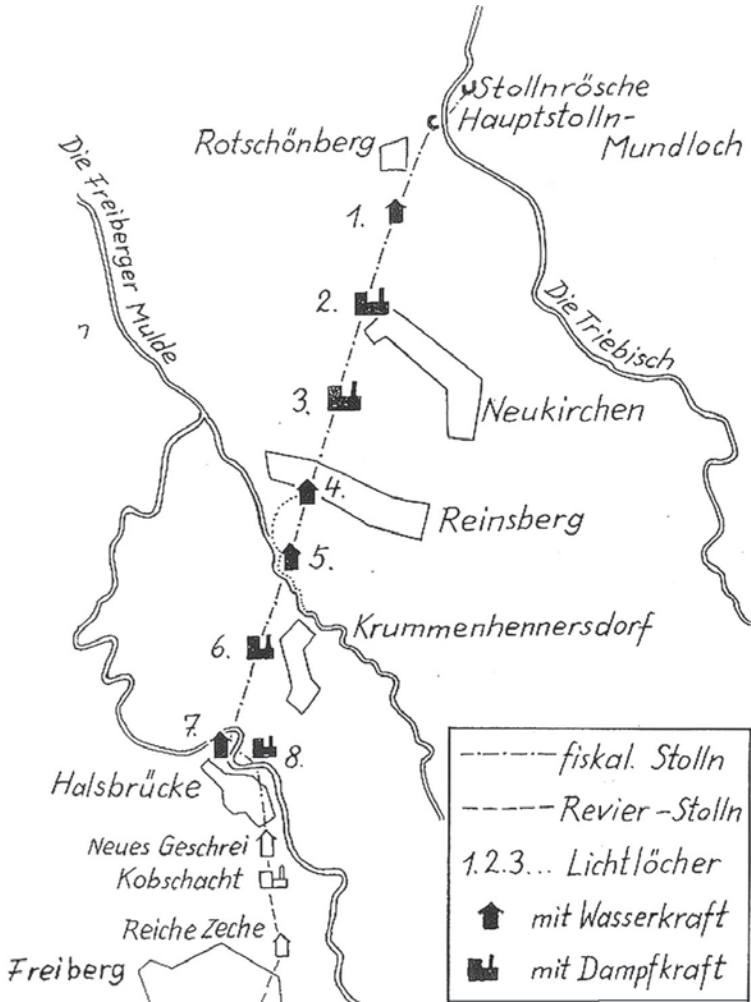 Stollnrösche
Hauptstolln-
Mundloch
Rotschönberg
Die Freiberger Mulde
1.
2.
Die Triebisch
3.
Neukirchen
4.
Reinsberg
5.
Krummenhennersdorf
6.
7.
8.
Halsbrücke
Neues Geschrei
Kobschacht
Reiche Zeche
Freiberg
fiskal. Stolln
Revier-Stolln
1.2.3... Lichtlöcher
mit Wasserkraft
mit Dampfkraft